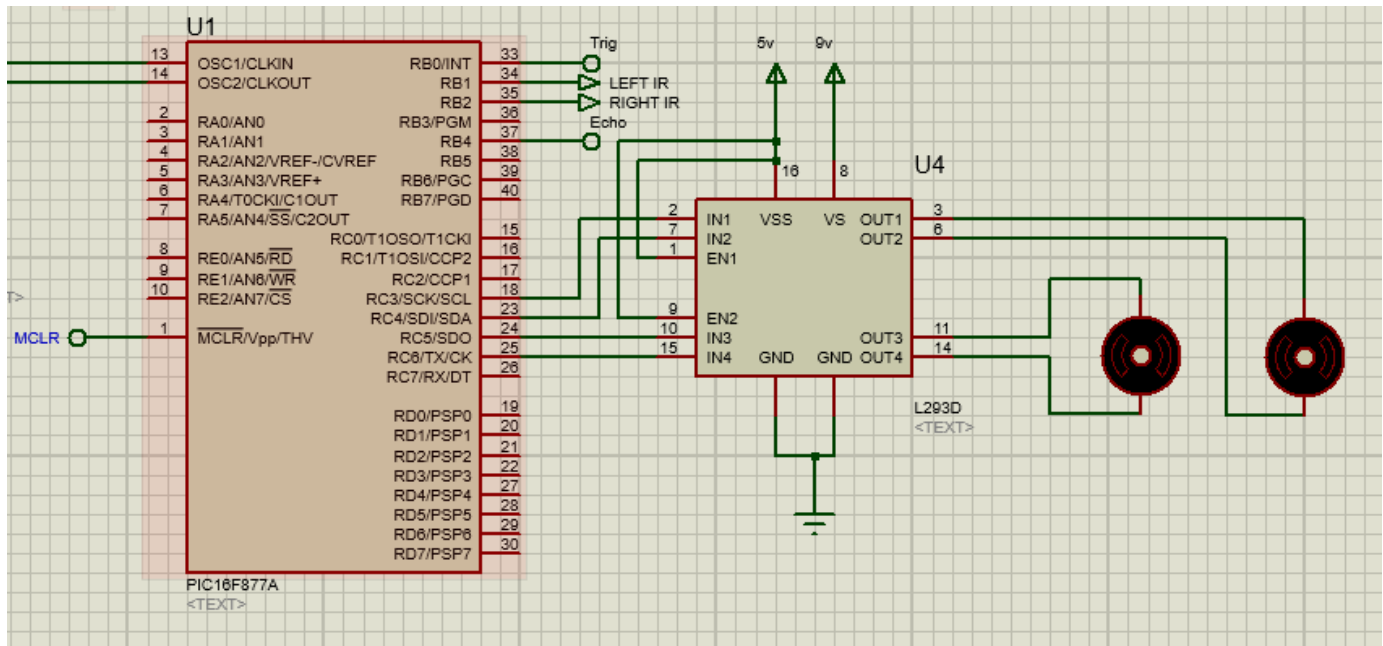 U1
13 OSC1/CLKIN
14 OSC2/CLKOUT
2 RA0/AN0
3 RA1/AN1
4 RA2/AN2/VREF-/CVREF
5 RA3/AN3/VREF+
6 RA4/T0CKI/C1OUT
7 RA5/AN4/SS/C2OUT
8 RE0/AN5/RD
9 RE1/AN6/WR
10 RE2/AN7/CS
MCLR 1 MCLR/Vpp/THV
RB0/INT 33 Trig
RB1 34 LEFT IR
RB2 35 RIGHT IR
RB3/PGM 36
RB4 37 Echo
RB5 38
RB6/PGC 39
RB7/PGD 40
RC0/T1OSO/T1CKI 15
RC1/T1OSI/CCP2 16
RC2/CCP1 17
RC3/SCK/SCL 18
RC4/SDI/SDA 23
RC5/SDO 24
RC6/TX/CK 25
RC7/RX/DT 26
RD0/PSP0 19
RD1/PSP1 20
RD2/PSP2 21
RD3/PSP3 22
RD4/PSP4 27
RD5/PSP5 28
RD6/PSP6 29
RD7/PSP7 30
PIC16F877A
<TEXT>
5v 9v
16 8
U4
2 IN1 VSS VS OUT1 3
7 IN2 OUT2 6
1 EN1
9 EN2
10 IN3 OUT3 11
15 IN4 GND GND OUT4 14
L293D
<TEXT>